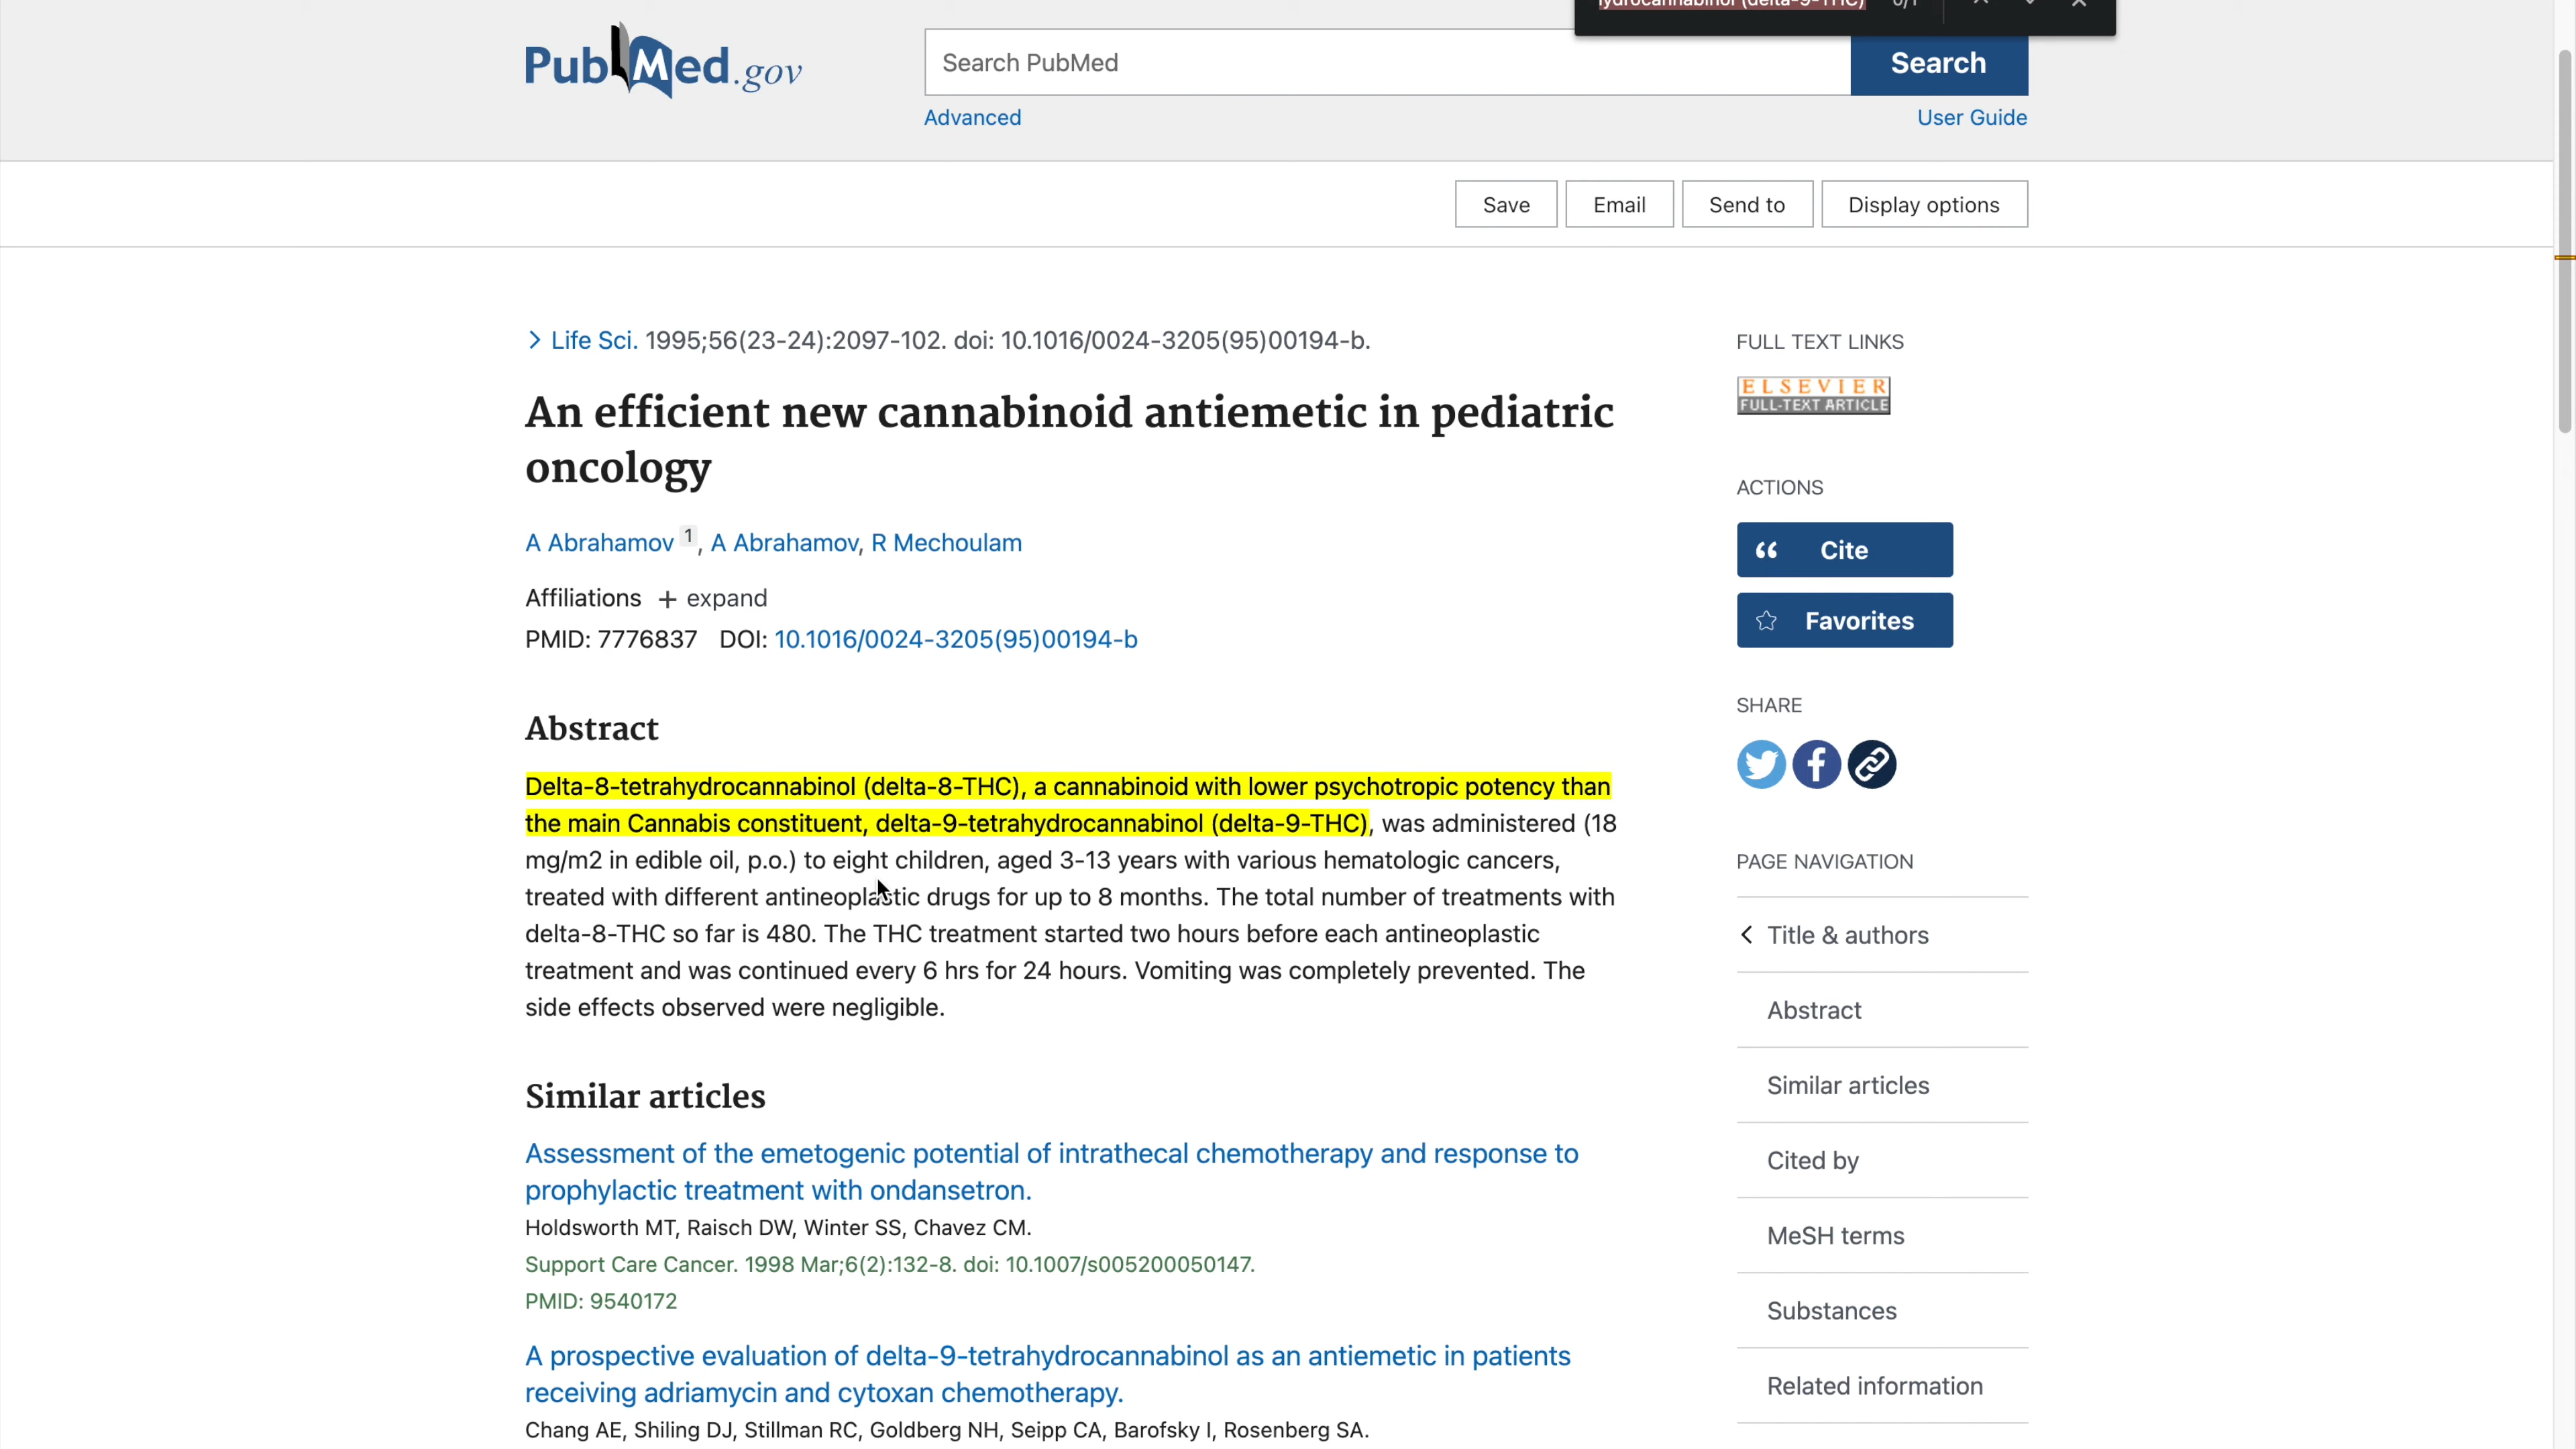 ydrocannabinol (delta-9-THC) 0/1
PubMed.gov
Search PubMed
Search
Advanced
User Guide
Save
Email
Send to
Display options
Life Sci. 1995;56(23-24):2097-102. doi: 10.1016/0024-3205(95)00194-b.
An efficient new cannabinoid antiemetic in pediatric
oncology
A Abrahamov 1, A Abrahamov, R Mechoulam
Affiliations + expand
PMID: 7776837 DOI: 10.1016/0024-3205(95)00194-b
Abstract
Delta-8-tetrahydrocannabinol (delta-8-THC), a cannabinoid with lower psychotropic potency than
the main Cannabis constituent, delta-9-tetrahydrocannabinol (delta-9-THC), was administered (18
mg/m2 in edible oil, p.o.) to eight children, aged 3-13 years with various hematologic cancers,
treated with different antineoplastic drugs for up to 8 months. The total number of treatments with
delta-8-THC so far is 480. The THC treatment started two hours before each antineoplastic
treatment and was continued every 6 hrs for 24 hours. Vomiting was completely prevented. The
side effects observed were negligible.
Similar articles
Assessment of the emetogenic potential of intrathecal chemotherapy and response to
prophylactic treatment with ondansetron.
Holdsworth MT, Raisch DW, Winter SS, Chavez CM.
Support Care Cancer. 1998 Mar;6(2):132-8. doi: 10.1007/s005200050147.
PMID: 9540172
A prospective evaluation of delta-9-tetrahydrocannabinol as an antiemetic in patients
receiving adriamycin and cytoxan chemotherapy.
Chang AE, Shiling DJ, Stillman RC, Goldberg NH, Seipp CA, Barofsky I, Rosenberg SA.
FULL TEXT LINKS
ELSEVIER
FULL-TEXT ARTICLE
ACTIONS
Cite
Favorites
SHARE
PAGE NAVIGATION
Title & authors
Abstract
Similar articles
Cited by
MeSH terms
Substances
Related information